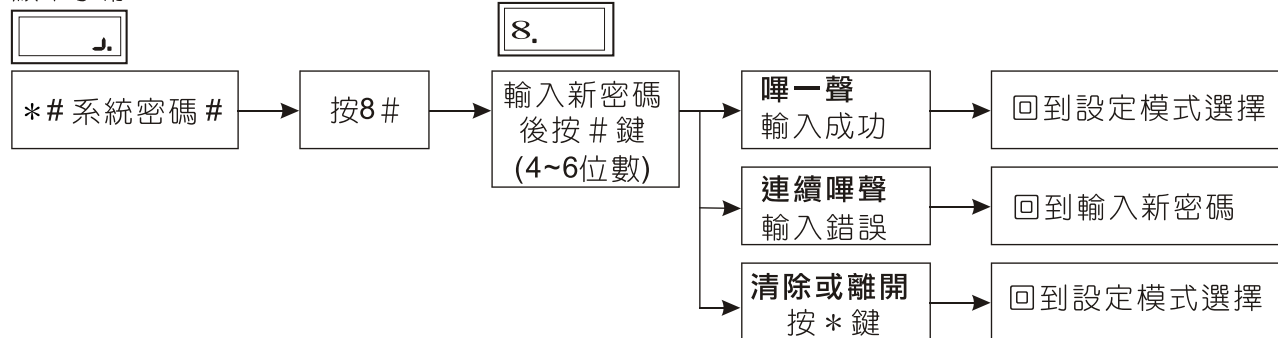 8.
＊# 系統密碼 #
按8 #
輸入新密碼
後按 # 鍵
(4~6位數)
嗶一聲
輸入成功
回到設定模式選擇
連續嗶聲
輸入錯誤
回到輸入新密碼
清除或離開
按＊鍵
回到設定模式選擇